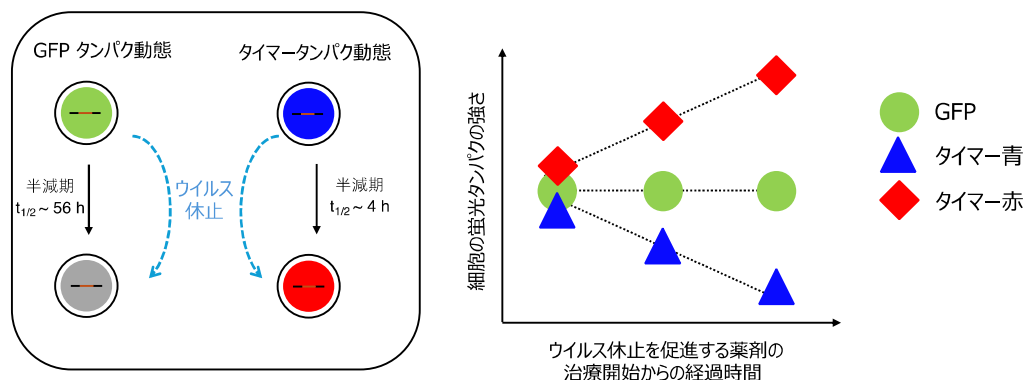 GFP タンパク動態
タイマータンパク動態
半減期
t1/2~ 56 h
ウイルス
休止
半減期
t1/2~ 4 h
細胞の蛍光タンパクの強さ
ウイルス休止を促進する薬剤の
治療開始からの経過時間
GFP
タイマー青
タイマー赤